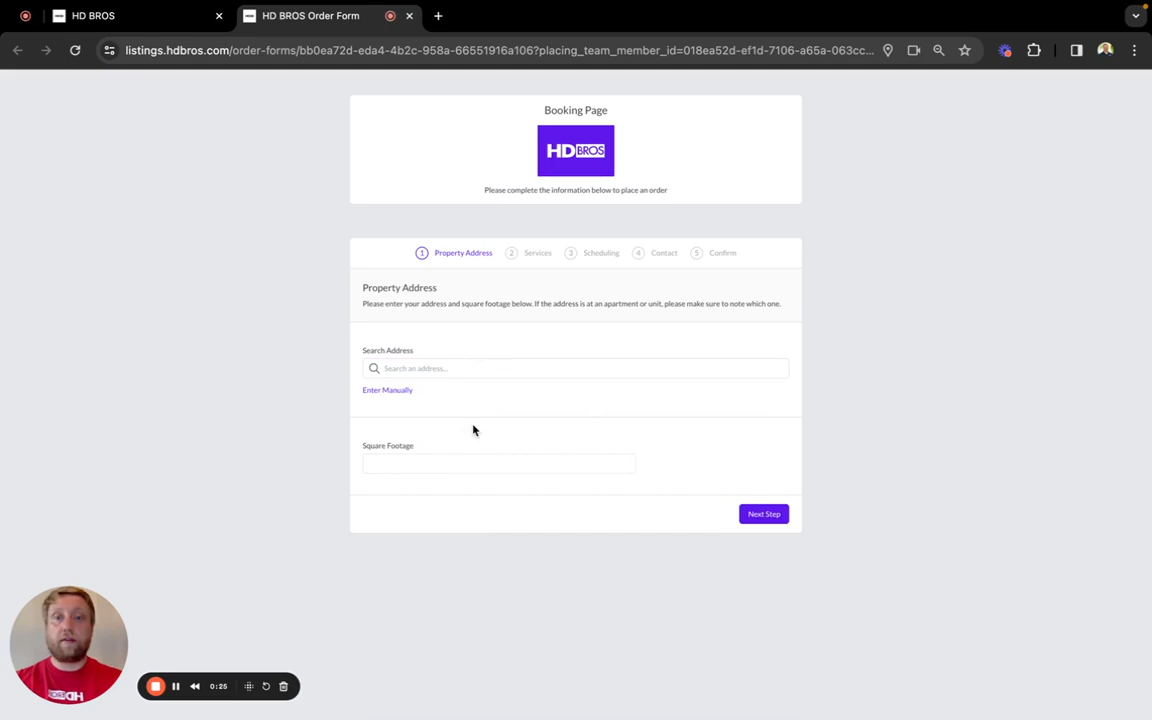 HD BROS
HD BROS Order Form
listings.hdbros.com/order-forms/bb0ea72d-eda4-4b2c-958a-66551916a106?placing_team_member_id=018ea52d-ef1d-7106-a65a-063cc...
Booking Page
HD BROS
Please complete the information below to place an order
1 Property Address 2 Services 3 Scheduling 4 Contact 5 Confirm
Property Address
Please enter your address and square footage below. If the address is at an apartment or unit, please make sure to note which one.
Search Address
Search an address...
Enter Manually
Square Footage
Next Step
0:25